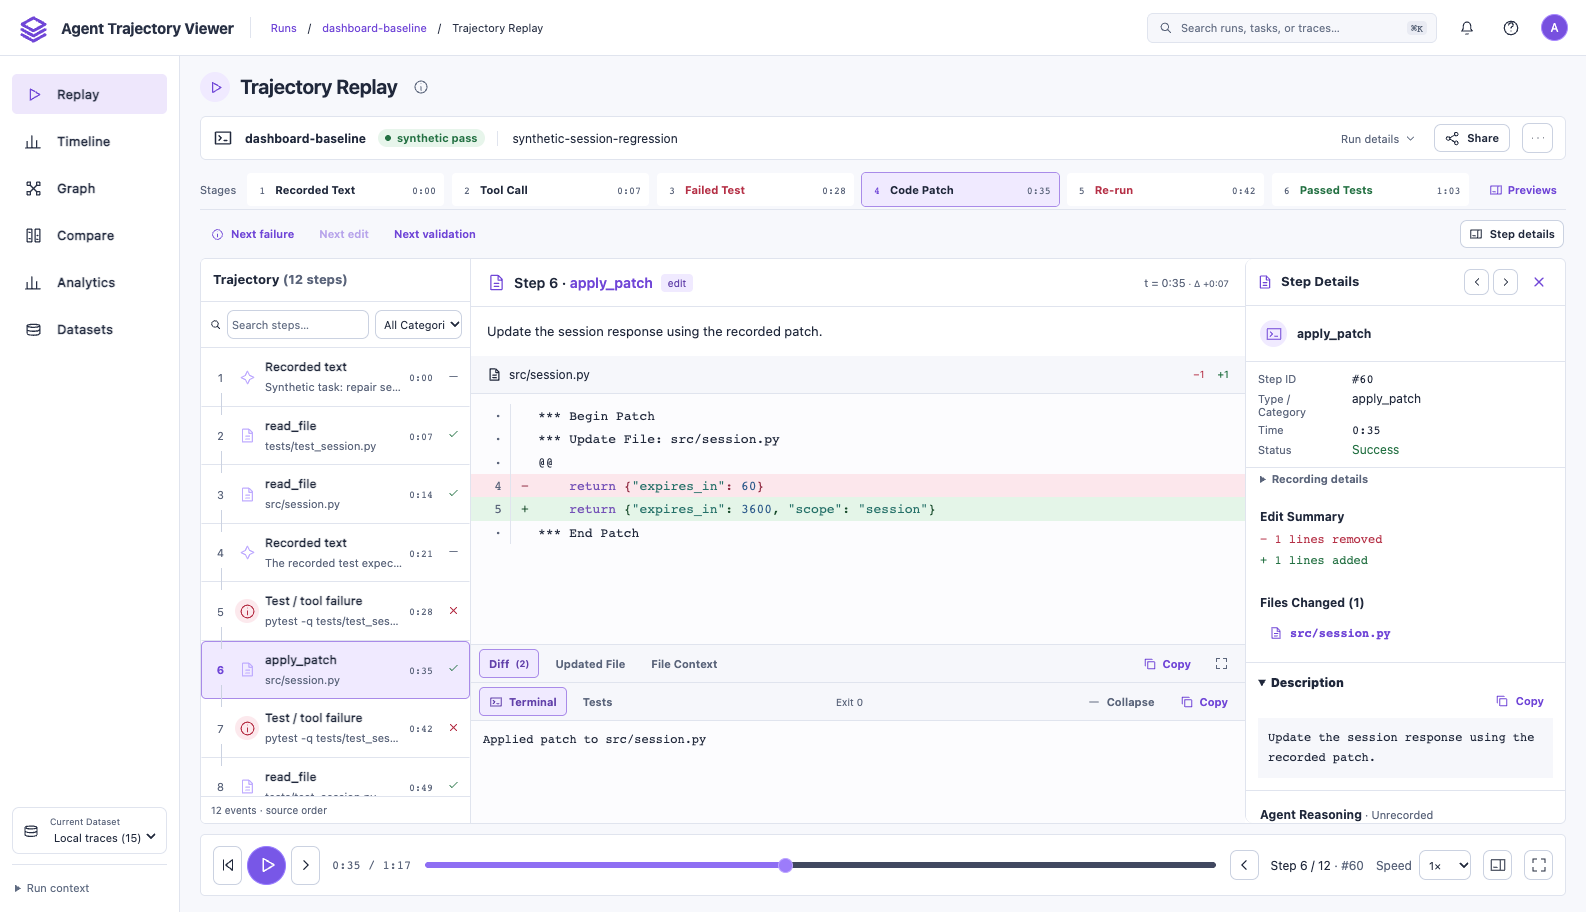 Agent Trajectory Viewer
Runs / dashboard-baseline / Trajectory Replay
Search runs, tasks, or traces...
⌘K
A
Replay
Timeline
Graph
Compare
Analytics
Datasets
Current Dataset
Local traces (15)
Run context
Trajectory Replay
dashboard-baseline
synthetic pass
synthetic-session-regression
Run details
Share
...
Stages
1 Recorded Text 0:00
2 Tool Call 0:07
3 Failed Test 0:28
4 Code Patch 0:35
5 Re-run 0:42
6 Passed Tests 1:03
Previews
Next failure
Next edit
Next validation
Step details
Trajectory (12 steps)
Search steps...
All Categori
1 Recorded text 0:00 —
Synthetic task: repair se...
2 read_file 0:07
tests/test_session.py
3 read_file 0:14
src/session.py
4 Recorded text 0:21 —
The recorded test expec...
5 Test / tool failure 0:28
pytest -q tests/test_ses...
6 apply_patch 0:35
src/session.py
7 Test / tool failure 0:42
pytest -q tests/test_ses...
8 read_file 0:49
tests/test_session.py
12 events · source order
Step 6 · apply_patch edit
t = 0:35 · Δ +0:07
Update the session response using the recorded patch.
src/session.py
−1 +1
· *** Begin Patch
· *** Update File: src/session.py
· @@
4 − return {"expires_in": 60}
5 + return {"expires_in": 3600, "scope": "session"}
· *** End Patch
Diff (2)
Updated File
File Context
Copy
Terminal
Tests
Exit 0
— Collapse
Copy
Applied patch to src/session.py
Step Details
apply_patch
Step ID #60
Type / Category apply_patch
Time 0:35
Status Success
Recording details
Edit Summary
− 1 lines removed
+ 1 lines added
Files Changed (1)
src/session.py
Description
Copy
Update the session response using the
recorded patch.
Agent Reasoning · Unrecorded
0:35 / 1:17
Step 6 / 12 · #60
Speed
1×